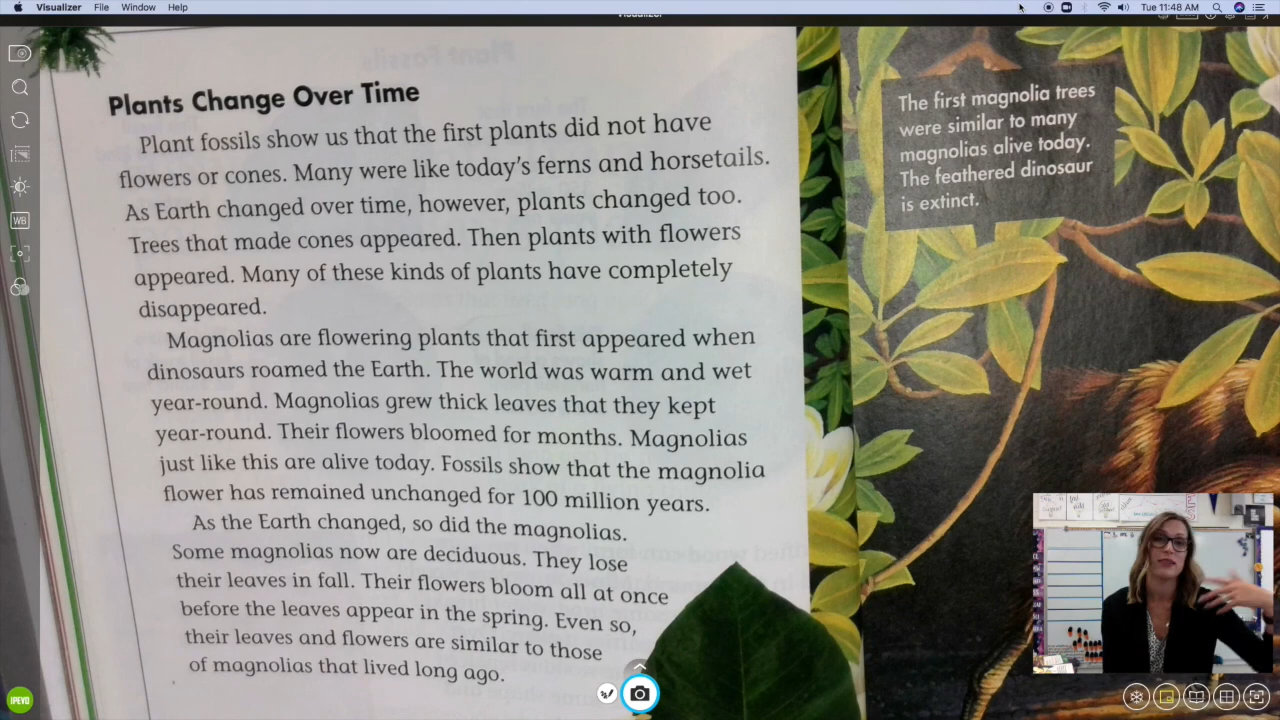 Visualizer File Window Help Tue 11:48 AM
Visualizer
Plants Change Over Time
Plant fossils show us that the first plants did not have
flowers or cones. Many were like today's ferns and horsetails.
As Earth changed over time, however, plants changed too.
Trees that made cones appeared. Then plants with flowers
appeared. Many of these kinds of plants have completely
disappeared.
Magnolias are flowering plants that first appeared when
dinosaurs roamed the Earth. The world was warm and wet
year-round. Magnolias grew thick leaves that they kept
year-round. Their flowers bloomed for months. Magnolias
just like this are alive today. Fossils show that the magnolia
flower has remained unchanged for 100 million years.
As the Earth changed, so did the magnolias.
Some magnolias now are deciduous. They lose
their leaves in fall. Their flowers bloom all at once
before the leaves appear in the spring. Even so,
their leaves and flowers are similar to those
of magnolias that lived long ago.
The first magnolia trees
were similar to many
magnolias alive today.
The feathered dinosaur
is extinct.
WB
IPEVO